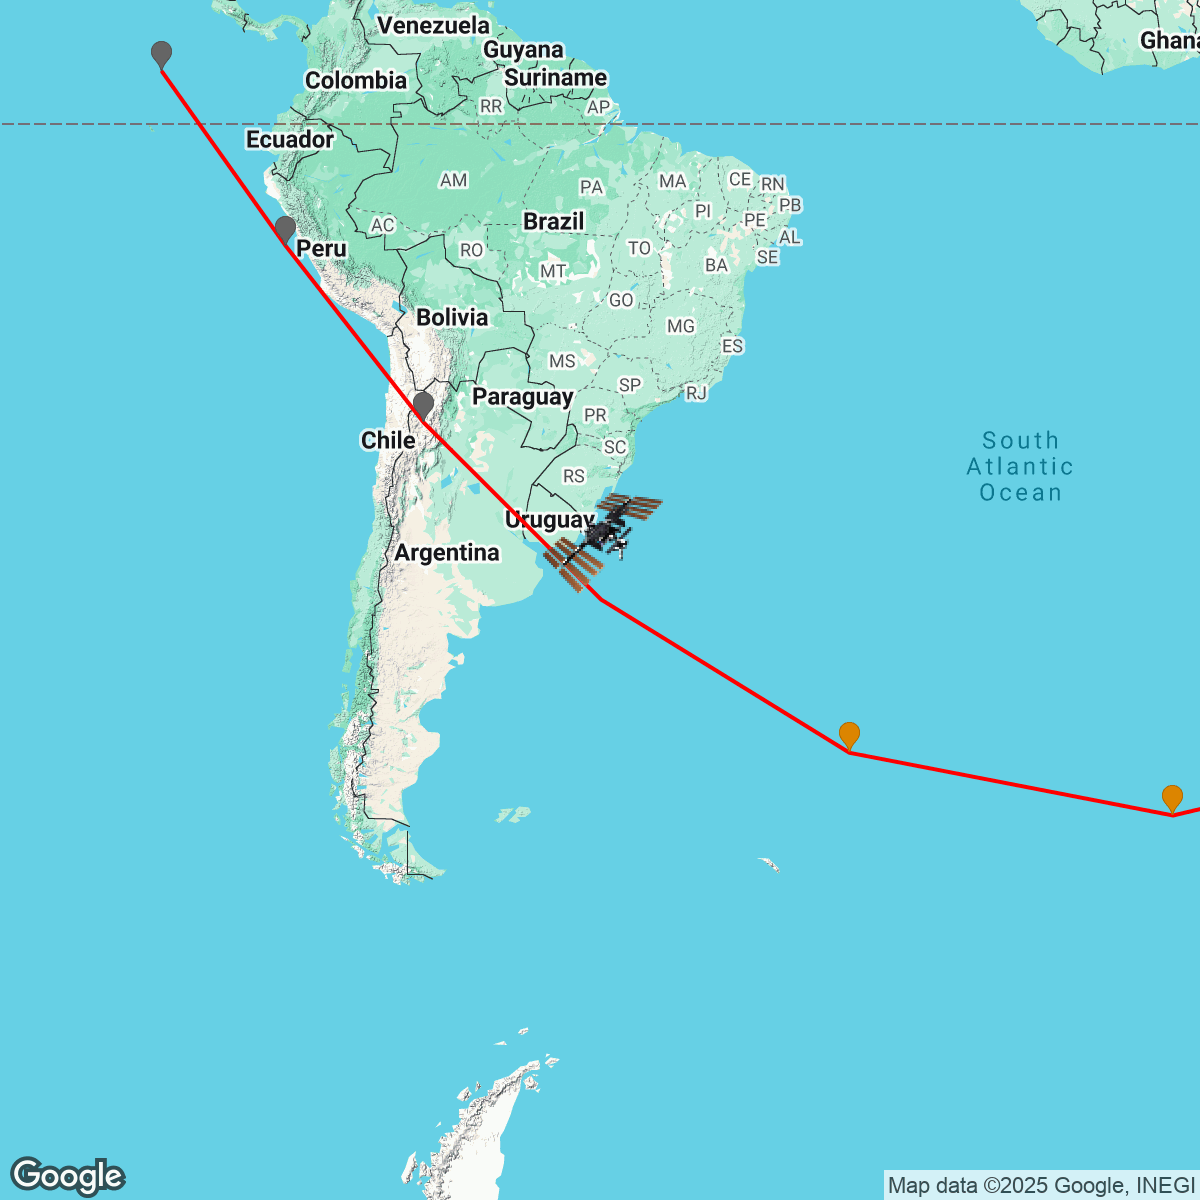 Venezuela
Guyana
Ghana
Suriname
Colombia
RR
AP
Ecuador
AM
PA
MA
CE
RN
PI
PB
PE
AC
Brazil
AL
Peru
RO
TO
SE
MT
BA
GO
Bolivia
MG
ES
MS
SP
RJ
Paraguay
PR
Chile
SC
South
Atlantic
Ocean
RS
Uruguay
Argentina
Google
Map data ©2025 Google, INEGI